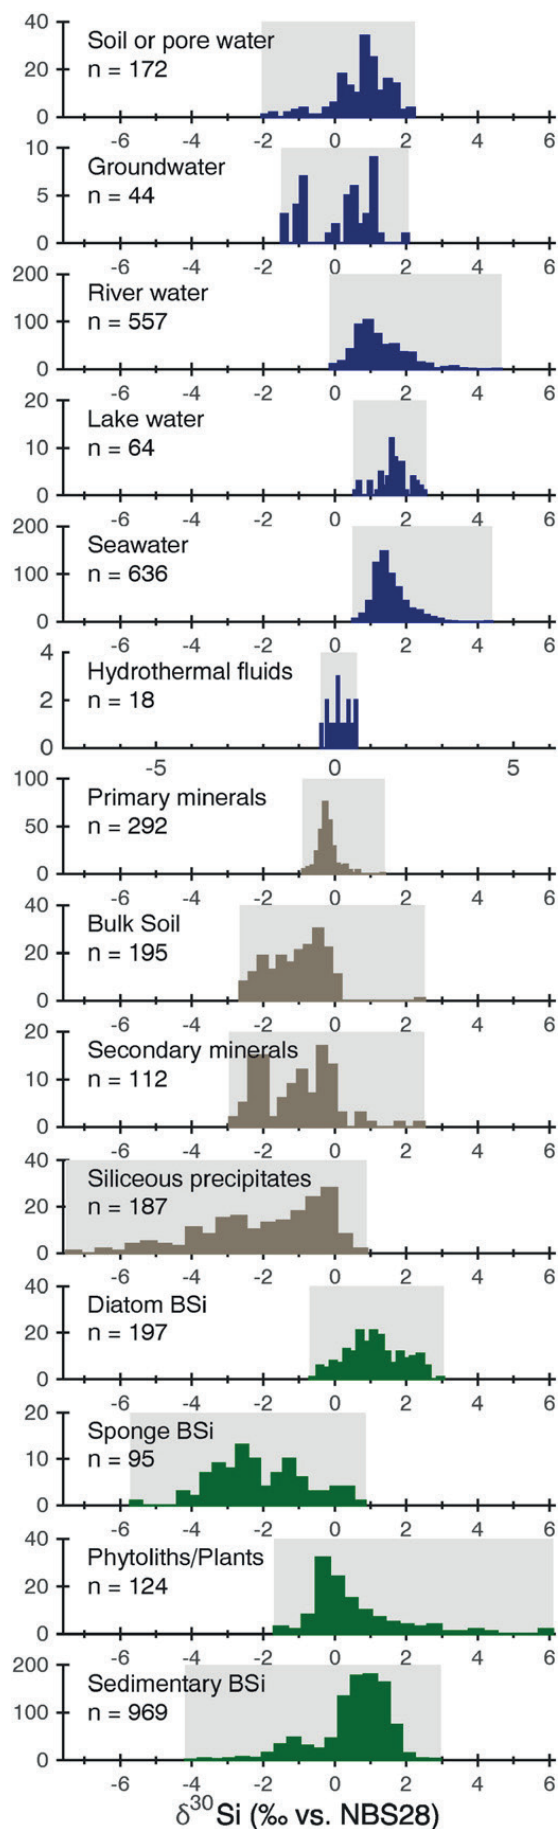 40
20
0
Soil or pore water
n = 172
-6 -4 -2 0 2 4 6
10
5
0
Groundwater
n = 44
-6 -4 -2 0 2 4 6
200
100
0
River water
n = 557
-6 -4 -2 0 2 4 6
20
10
0
Lake water
n = 64
-6 -4 -2 0 2 4 6
200
100
0
Seawater
n = 636
-6 -4 -2 0 2 4 6
4
2
0
Hydrothermal fluids
n = 18
-5 0 5
100
50
0
Primary minerals
n = 292
-6 -4 -2 0 2 4 6
40
20
0
Bulk Soil
n = 195
-6 -4 -2 0 2 4 6
20
10
0
Secondary minerals
n = 112
-6 -4 -2 0 2 4 6
40
20
0
Siliceous precipitates
n = 187
-6 -4 -2 0 2 4 6
40
20
0
Diatom BSi
n = 197
-6 -4 -2 0 2 4 6
20
10
0
Sponge BSi
n = 95
-6 -4 -2 0 2 4 6
40
20
0
Phytoliths/Plants
n = 124
-6 -4 -2 0 2 4 6
200
100
0
Sedimentary BSi
n = 969
-6 -4 -2 0 2 4 6
δ³⁰Si (‰ vs. NBS28)